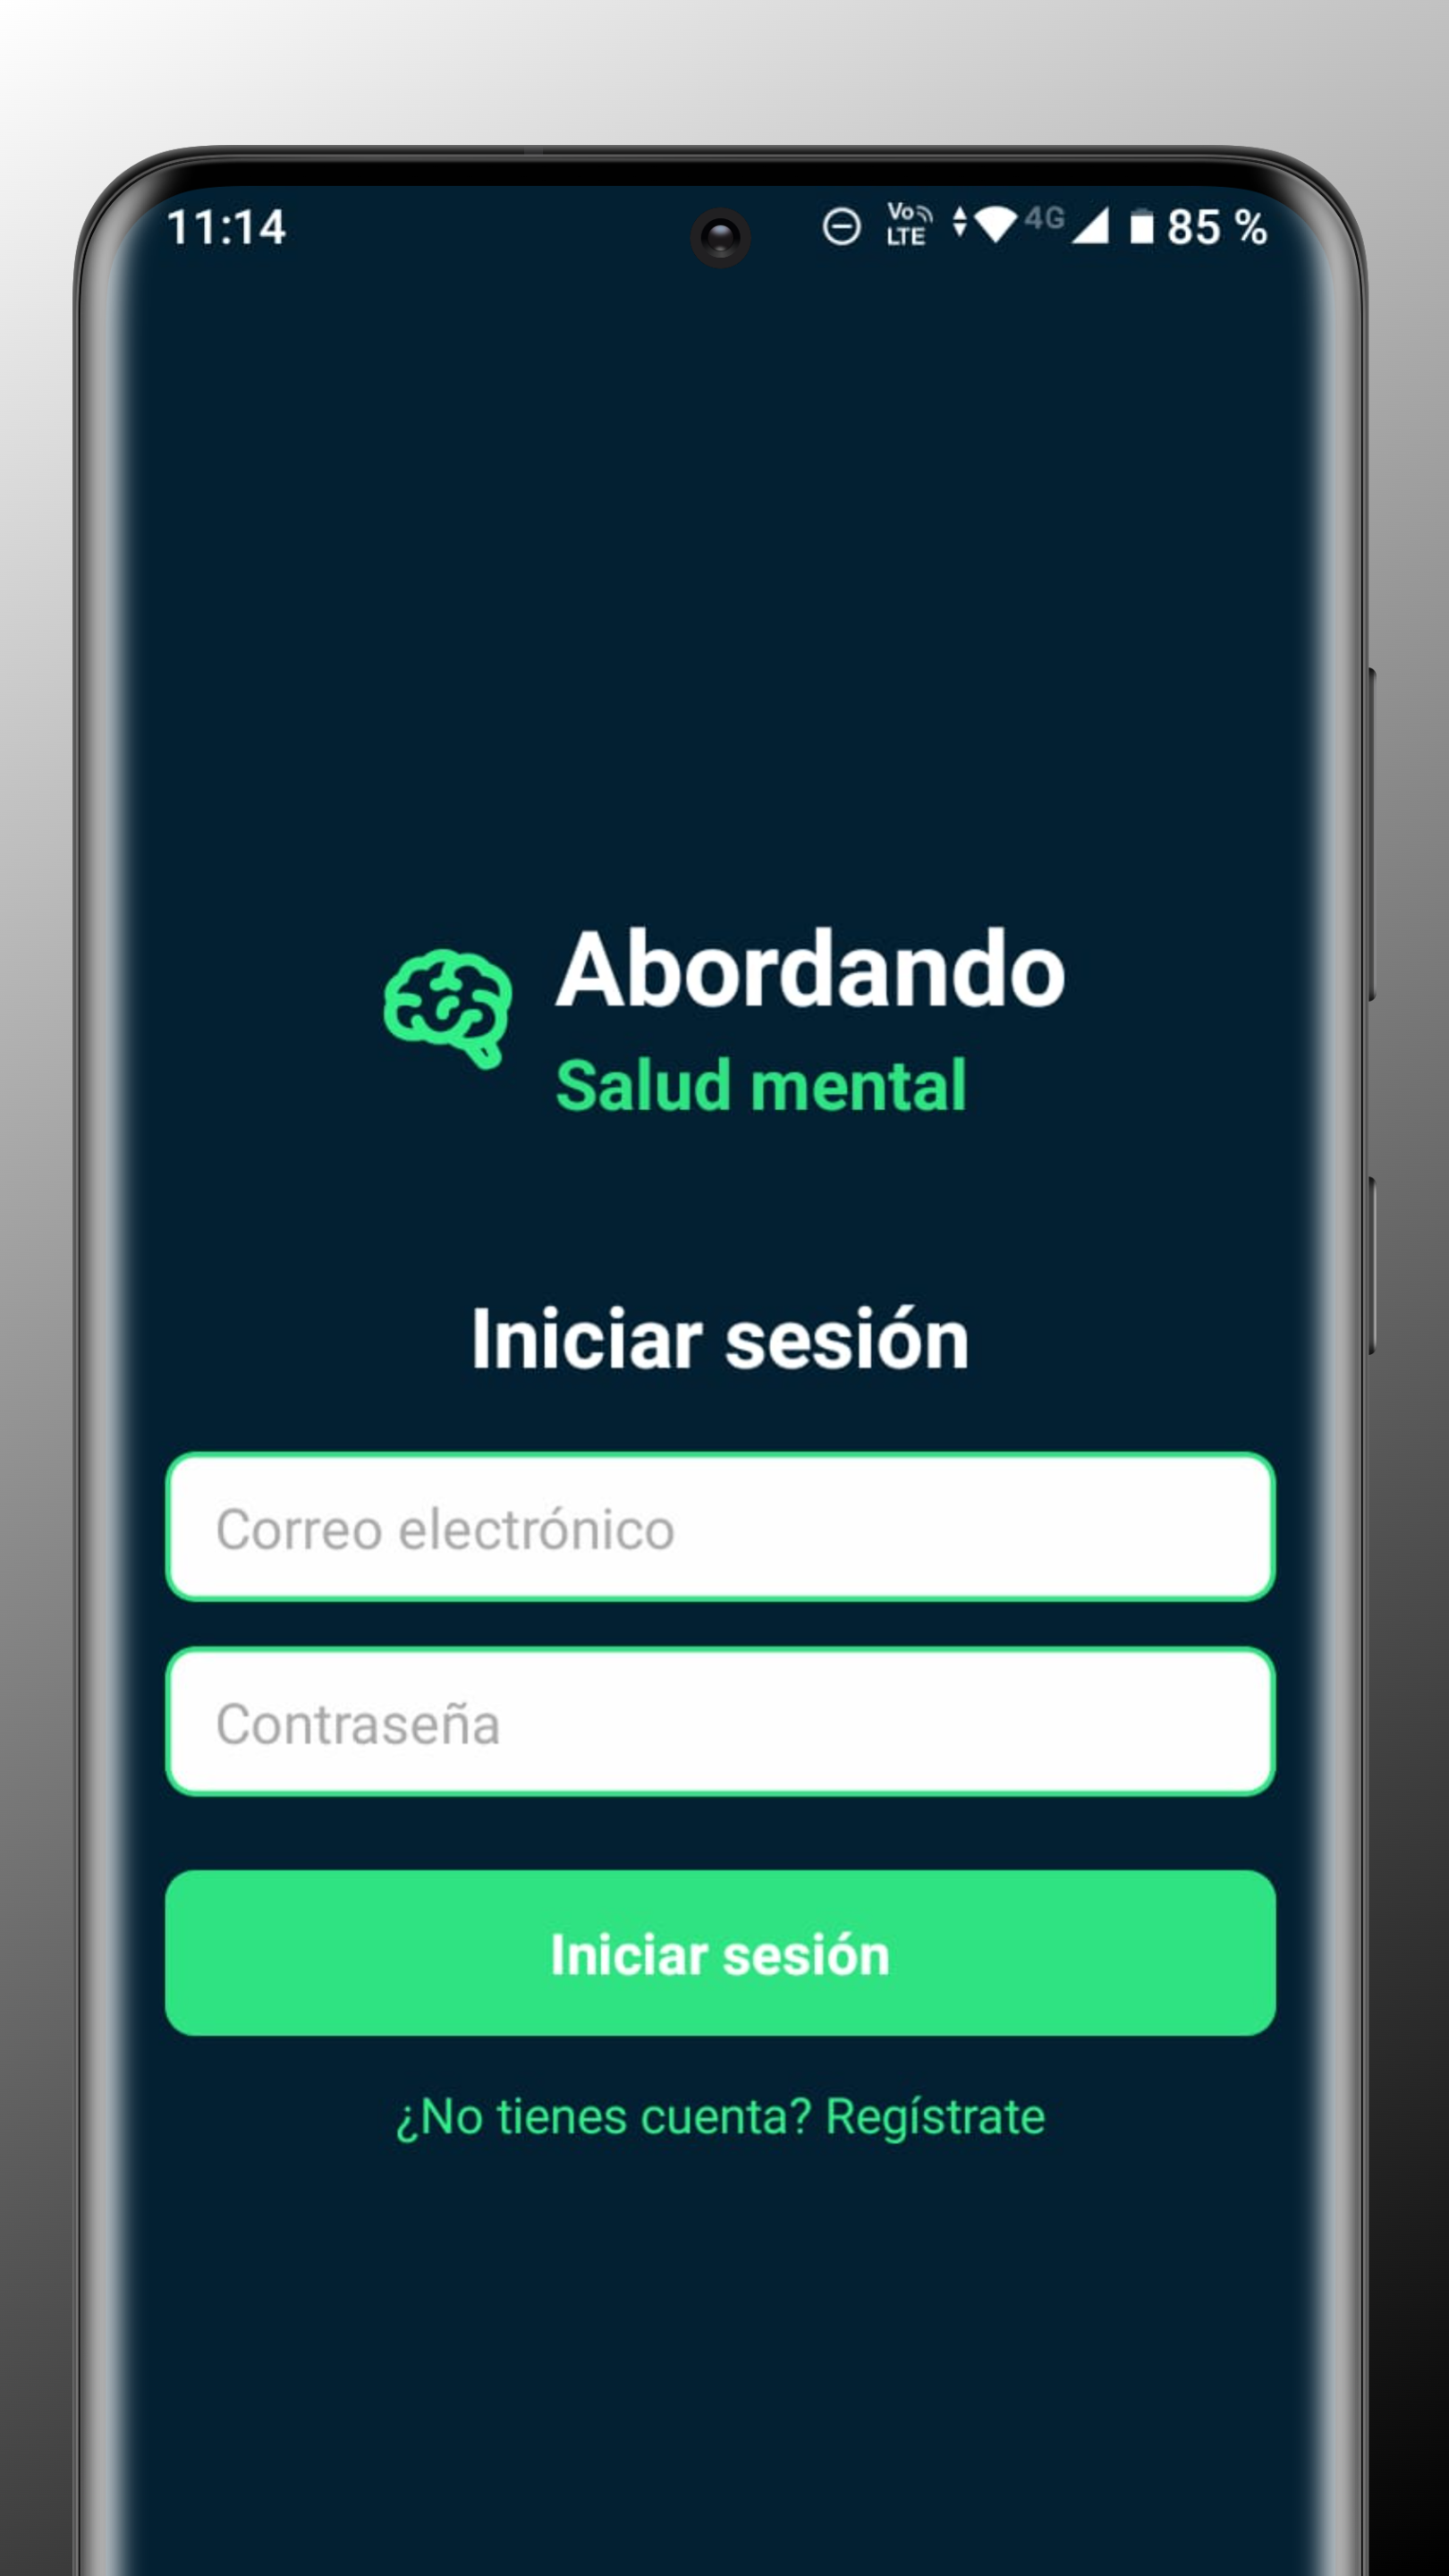 11:14 Vo LTE 4G 85 %
Abordando
Salud mental
Iniciar sesión
Correo electrónico
Contraseña
Iniciar sesión
¿No tienes cuenta? Regístrate